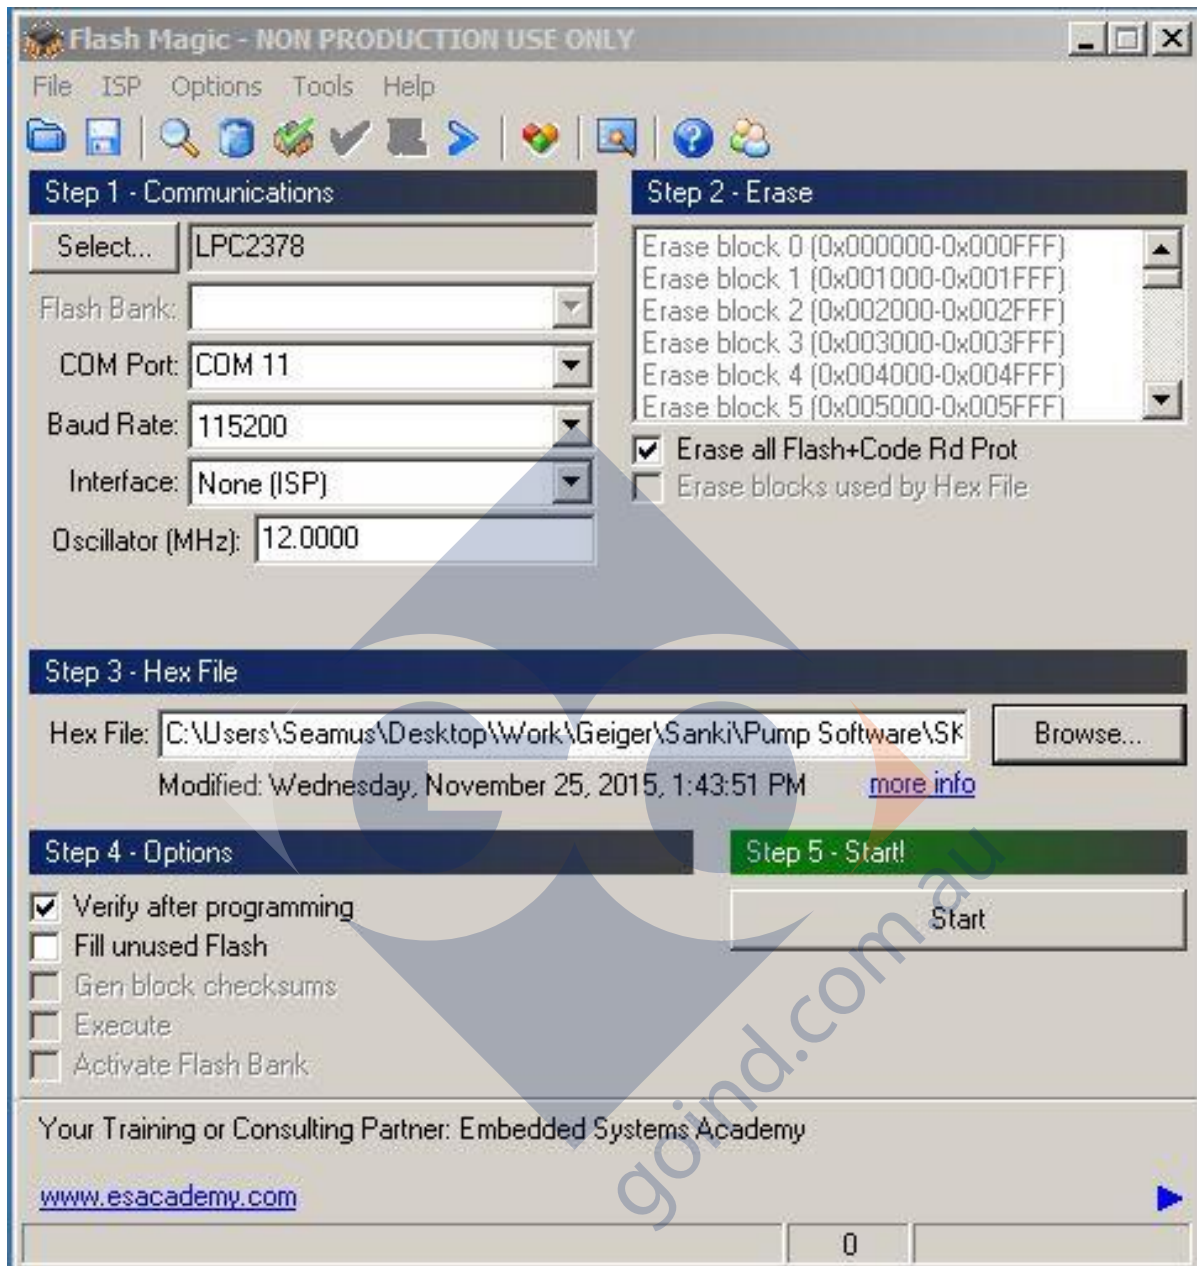 Flash Magic - NON PRODUCTION USE ONLY
File ISP Options Tools Help
Step 1 - Communications
Select... LPC2378
Flash Bank:
COM Port: COM 11
Baud Rate: 115200
Interface: None (ISP)
Oscillator (MHz): 12.0000
Step 2 - Erase
Erase block 0 (0x000000-0x000FFF)
Erase block 1 (0x001000-0x001FFF)
Erase block 2 (0x002000-0x002FFF)
Erase block 3 (0x003000-0x003FFF)
Erase block 4 (0x004000-0x004FFF)
Erase block 5 (0x005000-0x005FFF)
Erase all Flash+Code Rd Prot
Erase blocks used by Hex File
Step 3 - Hex File
Hex File: C:\Users\Seamus\Desktop\Work\Geiger\Sanki\Pump Software\SK Browse...
Modified: Wednesday, November 25, 2015, 1:43:51 PM more info
Step 4 - Options
Verify after programming
Fill unused Flash
Gen block checksums
Execute
Activate Flash Bank
Step 5 - Start!
Start
Your Training or Consulting Partner: Embedded Systems Academy
www.esacademy.com
0
GO
goind.com.au